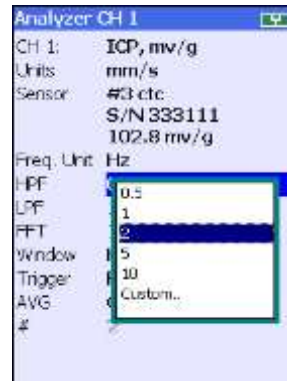 Analyzer CH 1
CH 1: ICP, mv/g
Units mm/s
Sensor #3 ctc
S/N 333111
102.8 mv/g
Freq. Unit Hz
HPF
0.5
1
2
5
10
Custom..
LPF
FFT
Window
Trigger
AVG
#